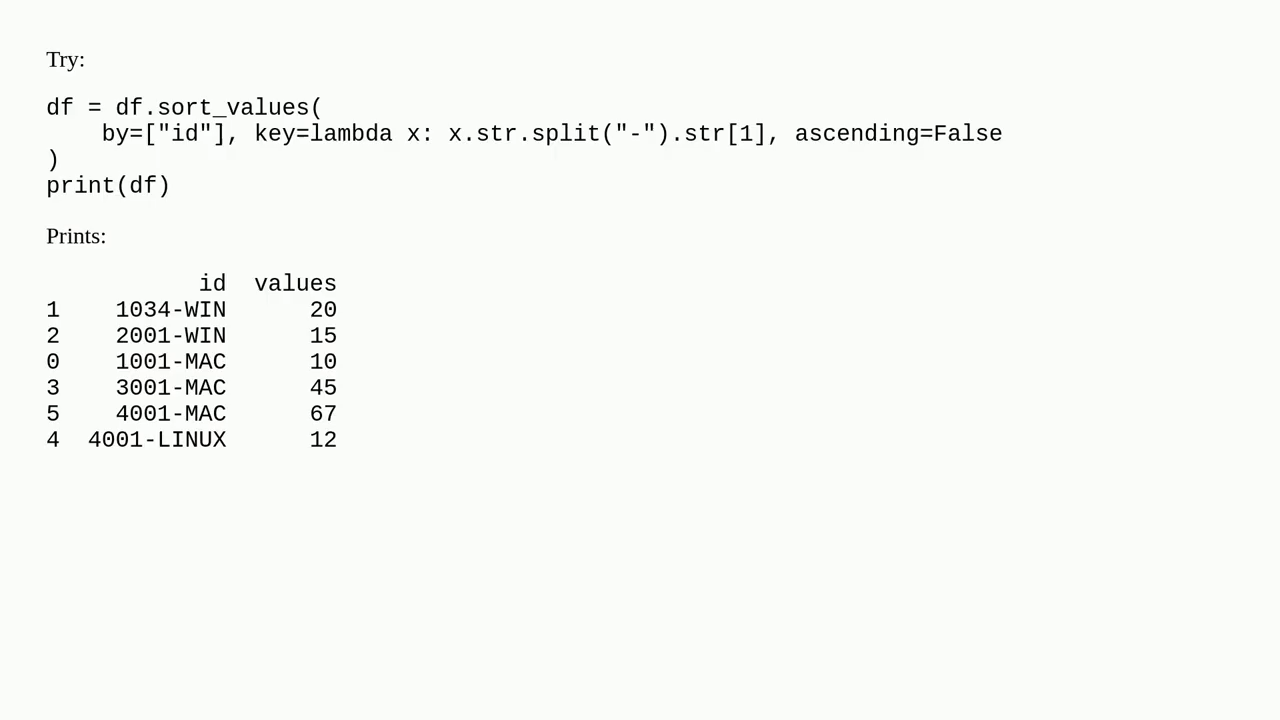 Try:
df = df.sort_values(
    by=["id"], key=lambda x: x.str.split("-").str[1], ascending=False
)
print(df)
Prints:
           id  values
1    1034-WIN      20
2    2001-WIN      15
0    1001-MAC      10
3    3001-MAC      45
5    4001-MAC      67
4  4001-LINUX      12